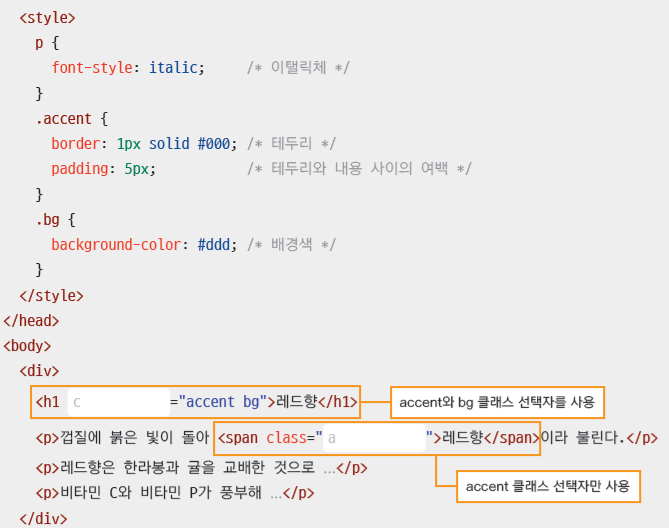 <style>
p {
font-style: italic; /* 이탤릭체 */
}
.accent {
border: 1px solid #000; /* 테두리 */
padding: 5px; /* 테두리와 내용 사이의 여백 */
}
.bg {
background-color: #ddd; /* 배경색 */
}
</style>
</head>
<body>
<div>
<h1 c ="accent bg">레드향</h1> accent와 bg 클래스 선택자를 사용
<p>껍질에 붉은 빛이 돌아 <span class="a ">레드향</span>이라 불린다.</p>
<p>레드향은 한라봉과 귤을 교배한 것으로 …</p>
<p>비타민 C와 비타민 P가 풍부해 …</p>
accent 클래스 선택자만 사용
</div>